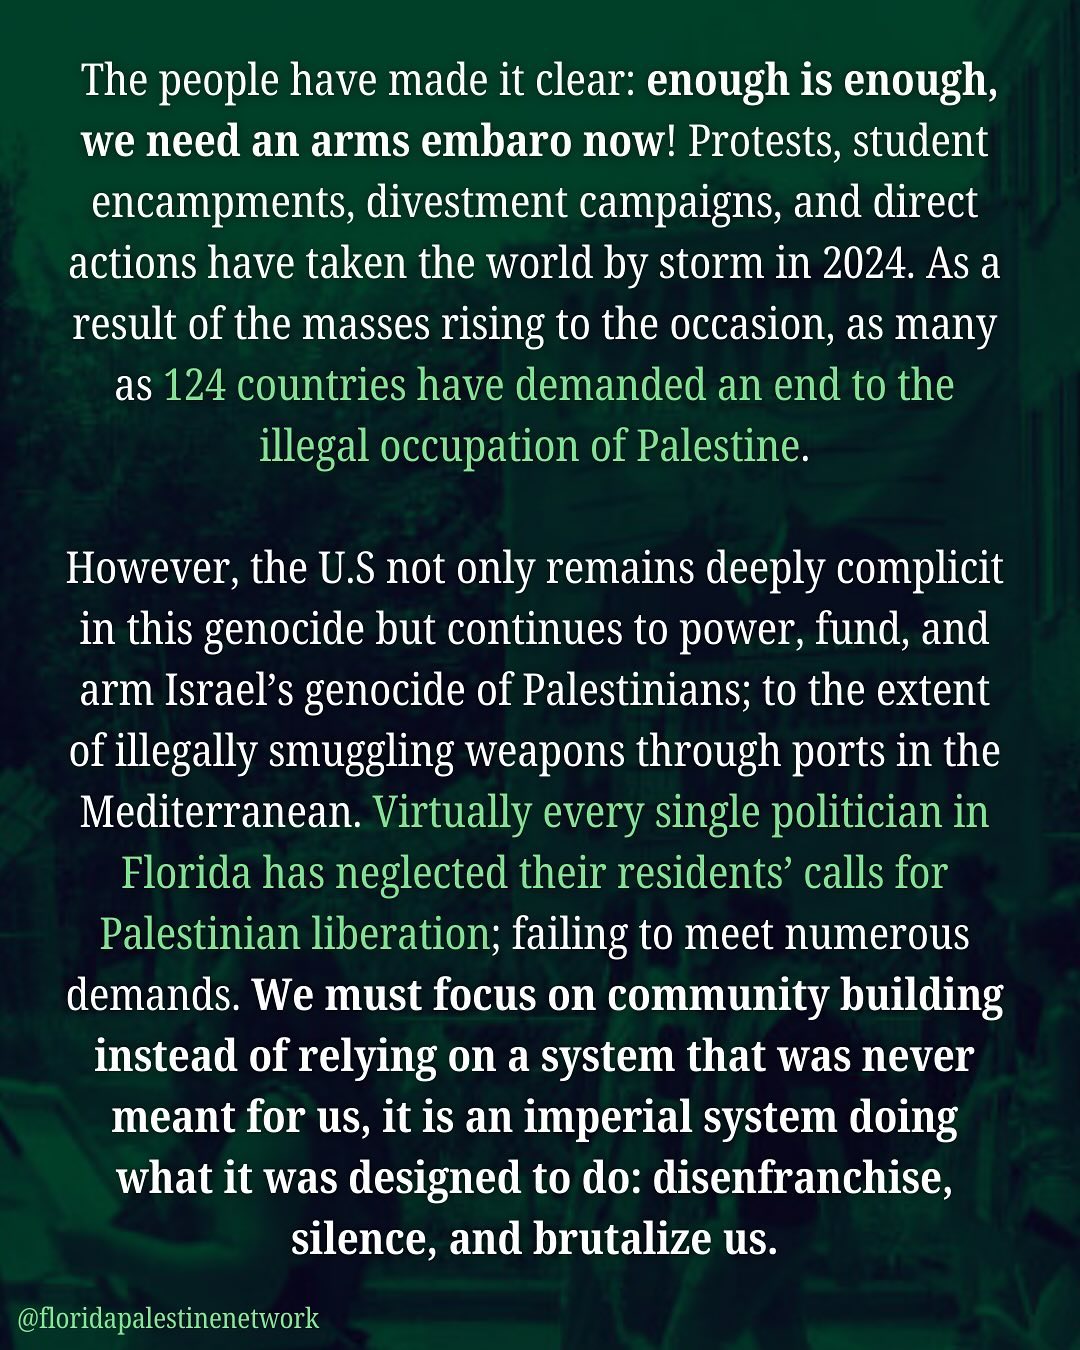 The people have made it clear: enough is enough,
we need an arms embaro now! Protests, student
encampments, divestment campaigns, and direct
actions have taken the world by storm in 2024. As a
result of the masses rising to the occasion, as many
as 124 countries have demanded an end to the
illegal occupation of Palestine.
However, the U.S not only remains deeply complicit
in this genocide but continues to power, fund, and
arm Israel’s genocide of Palestinians; to the extent
of illegally smuggling weapons through ports in the
Mediterranean. Virtually every single politician in
Florida has neglected their residents’ calls for
Palestinian liberation; failing to meet numerous
demands. We must focus on community building
instead of relying on a system that was never
meant for us, it is an imperial system doing
what it was designed to do: disenfranchise,
silence, and brutalize us.
@floridapalestinenetwork